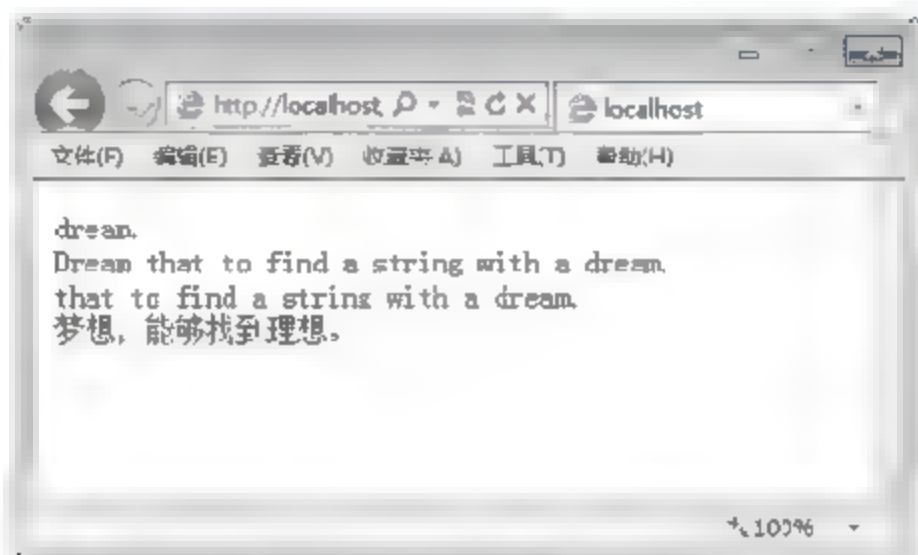 http://localhost
localhost
文件(F) 编辑(E) 查看(V) 收藏夹(A) 工具(T) 帮助(H)
dream.
Dream that to find a string with a dream.
that to find a string with a dream.
梦想，能够找到理想。
100%